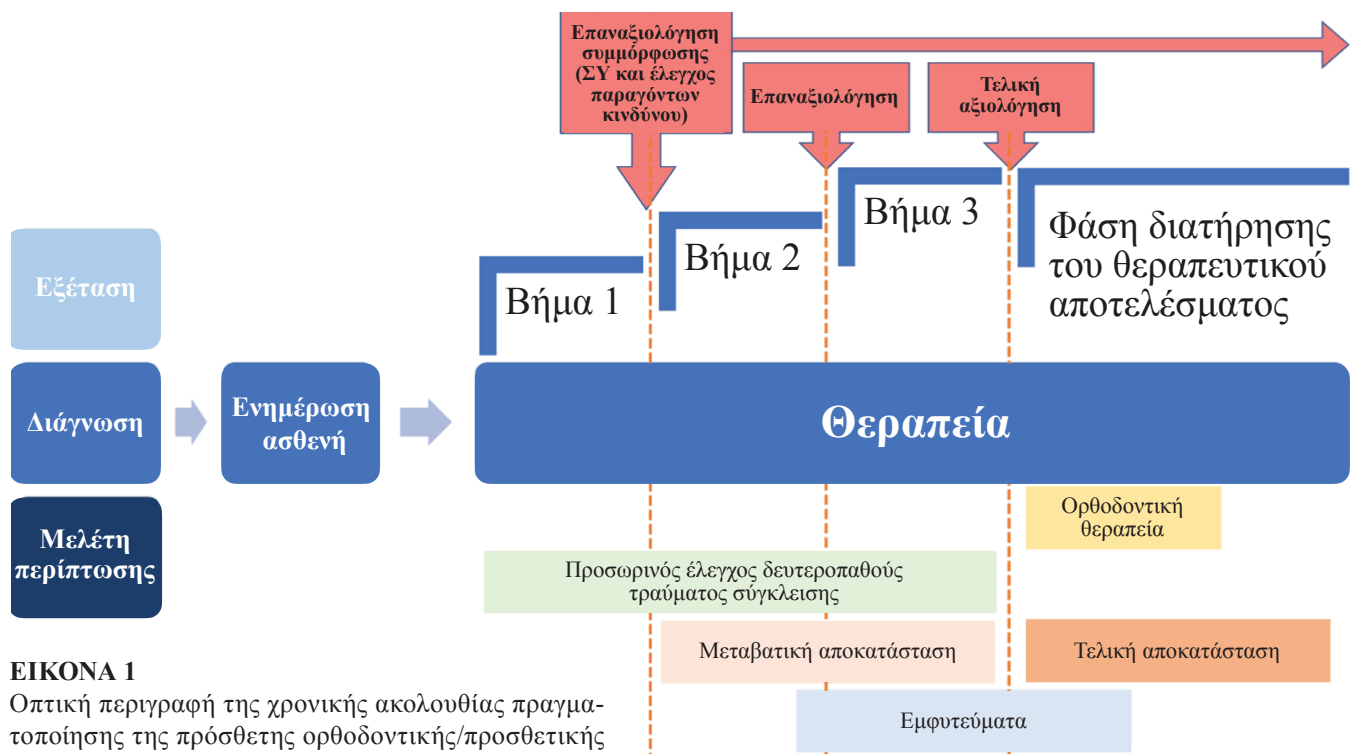 Επαναξιολόγηση
συμμόρφωσης
(ΣΥ και έλεγχος
παραγόντων
κινδύνου)
Επαναξιολόγηση
Τελική
αξιολόγηση
Βήμα 1
Βήμα 2
Βήμα 3
Φάση διατήρησης
του θεραπευτικού
αποτελέσματος
Εξέταση
Διάγνωση
Μελέτη
περίπτωσης
Ενημέρωση
ασθενή
Θεραπεία
Ορθοδοντική
θεραπεία
Προσωρινός έλεγχος δευτεροπαθούς
τραύματος σύγκλεισης
Μεταβατική αποκατάσταση
Τελική αποκατάσταση
Εμφυτεύματα
ΕΙΚΟΝΑ 1
Οπτική περιγραφή της χρονικής ακολουθίας πραγμα-
τοποίησης της πρόσθετης ορθοδοντικής/προσθετικής